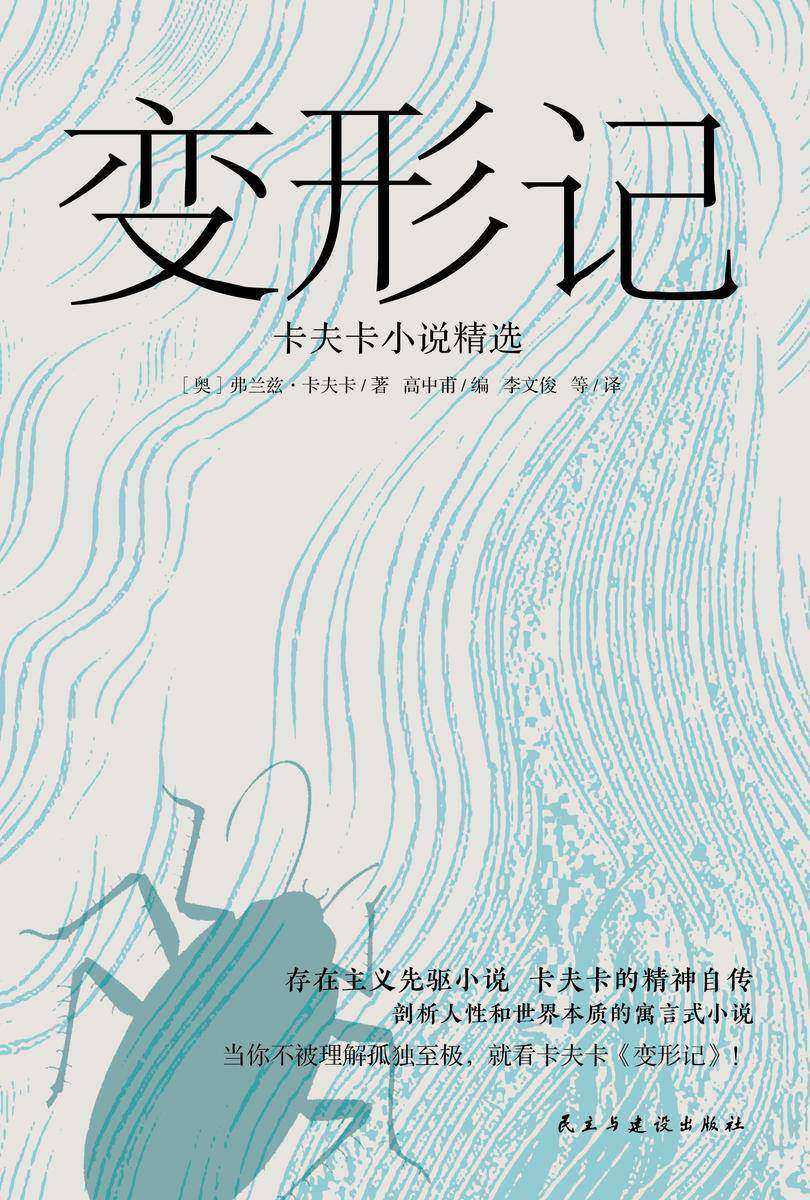 变形记
卡夫卡小说精选
［奥］弗兰兹·卡夫卡/著 高中甫/编 李文俊 等/译
存在主义先驱小说 卡夫卡的精神自传
剖析人性和世界本质的寓言式小说
当你不被理解孤独至极，就看卡夫卡《变形记》！
民主与建设出版社